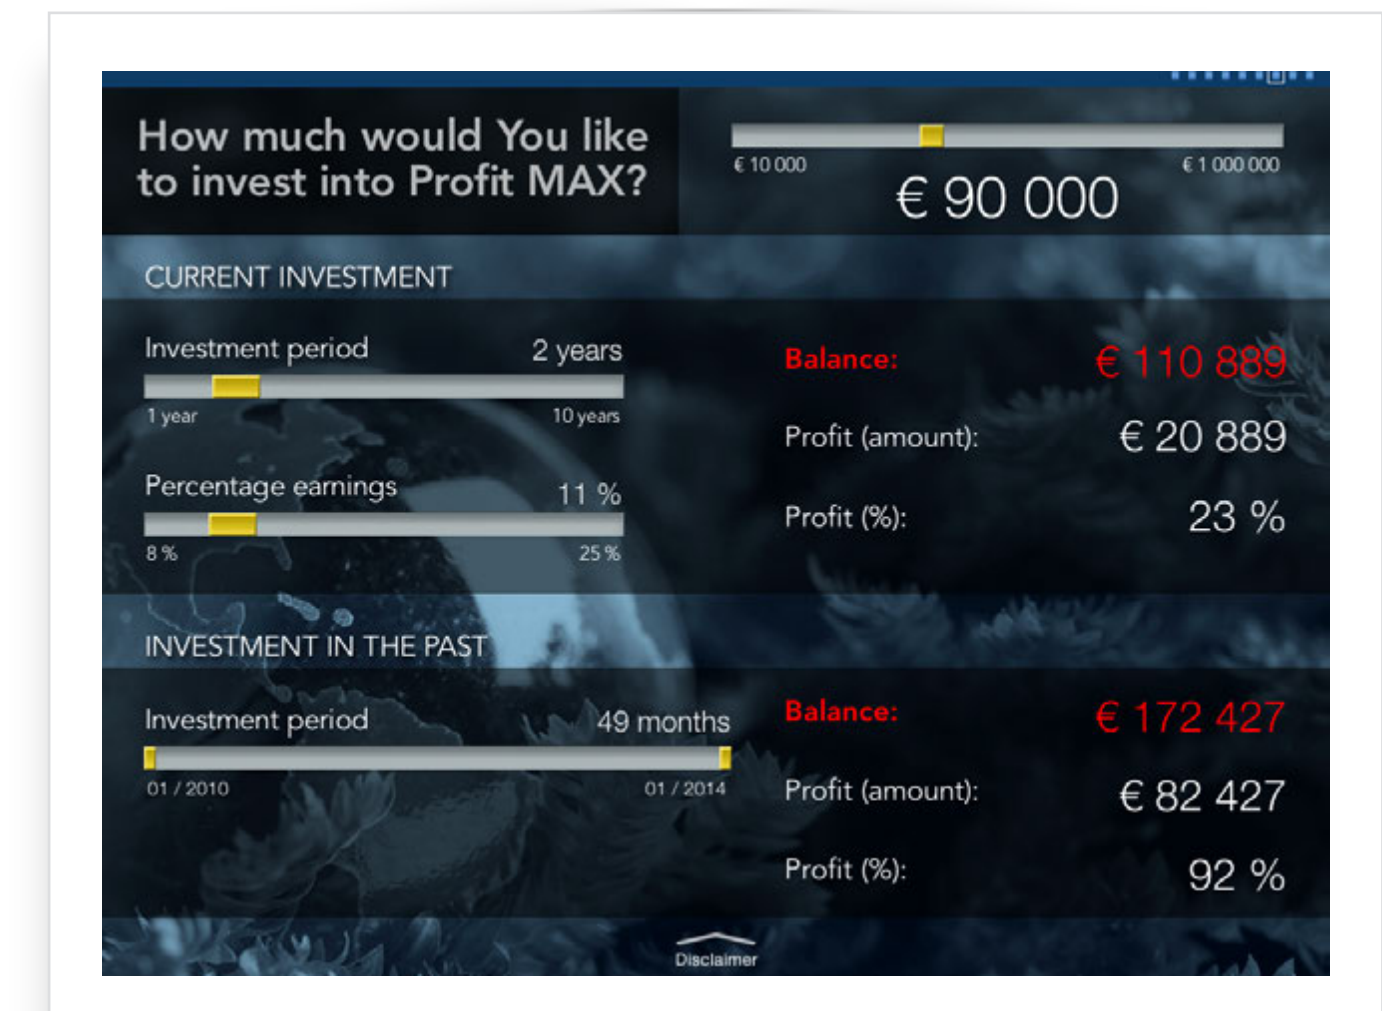 How much would You like
to invest into Profit MAX?
€ 10 000
€ 1 000 000
€ 90 000
CURRENT INVESTMENT
Investment period 2 years
1 year 10 years
Percentage earnings 11 %
8 % 25 %
Balance: € 110 889
Profit (amount): € 20 889
Profit (%): 23 %
INVESTMENT IN THE PAST
Investment period 49 months
01 / 2010 01 / 2014
Balance: € 172 427
Profit (amount): € 82 427
Profit (%): 92 %
Disclaimer